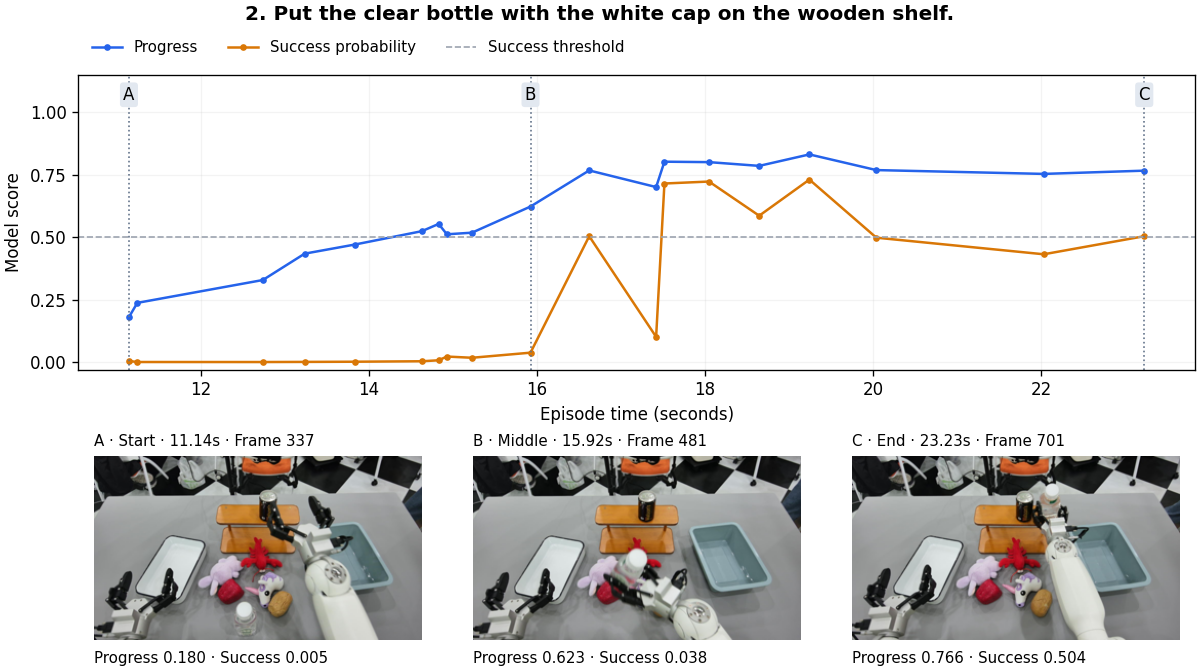 2. Put the clear bottle with the white cap on the wooden shelf.
Progress
Success probability
Success threshold
A
B
C
1.00
0.75
0.50
0.25
0.00
Model score
12
14
16
18
20
22
Episode time (seconds)
A · Start · 11.14s · Frame 337
B · Middle · 15.92s · Frame 481
C · End · 23.23s · Frame 701
Progress 0.180 · Success 0.005
Progress 0.623 · Success 0.038
Progress 0.766 · Success 0.504